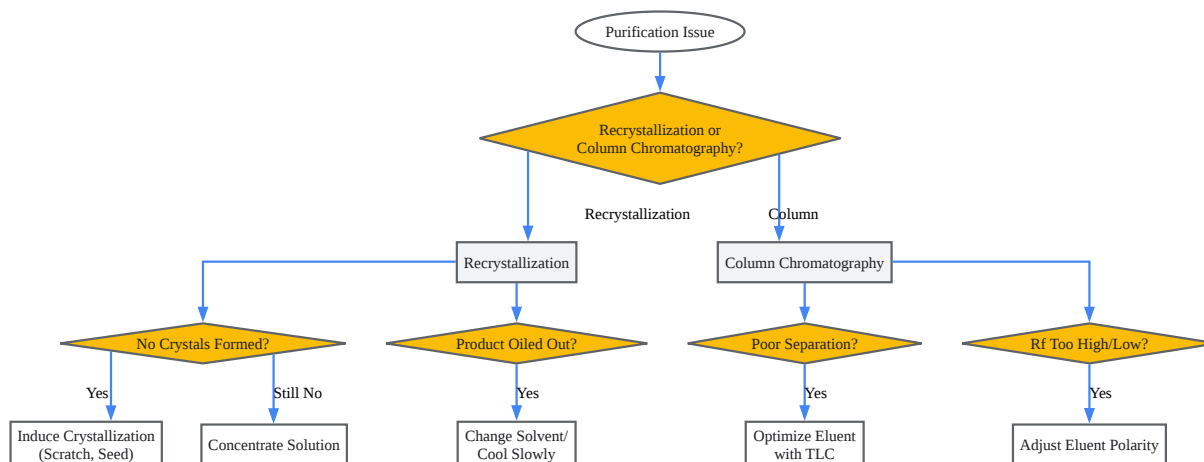 Purification Issue
Recrystallization or
Column Chromatography?
Recrystallization
Column
Recrystallization
Column Chromatography
No Crystals Formed?
Product Oiled Out?
Poor Separation?
Rf Too High/Low?
Yes
Still No
Yes
Yes
Yes
Induce Crystallization
(Scratch, Seed)
Concentrate Solution
Change Solvent/
Cool Slowly
Optimize Eluent
with TLC
Adjust Eluent Polarity